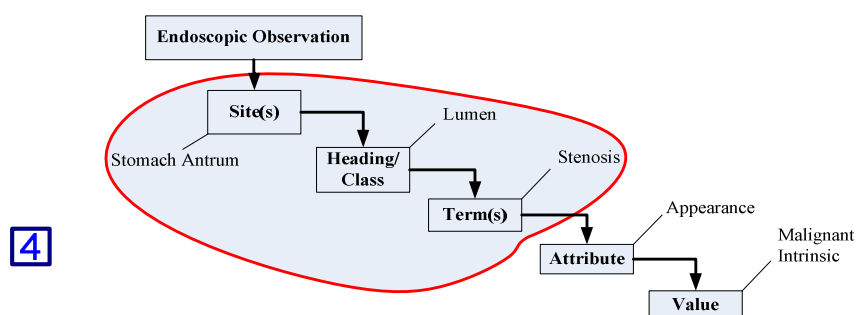 Endoscopic Observation
Site(s)
Lumen
Stomach Antrum
Heading/
Class
Stenosis
Term(s)
Appearance
4
Attribute
Malignant
Intrinsic
Value